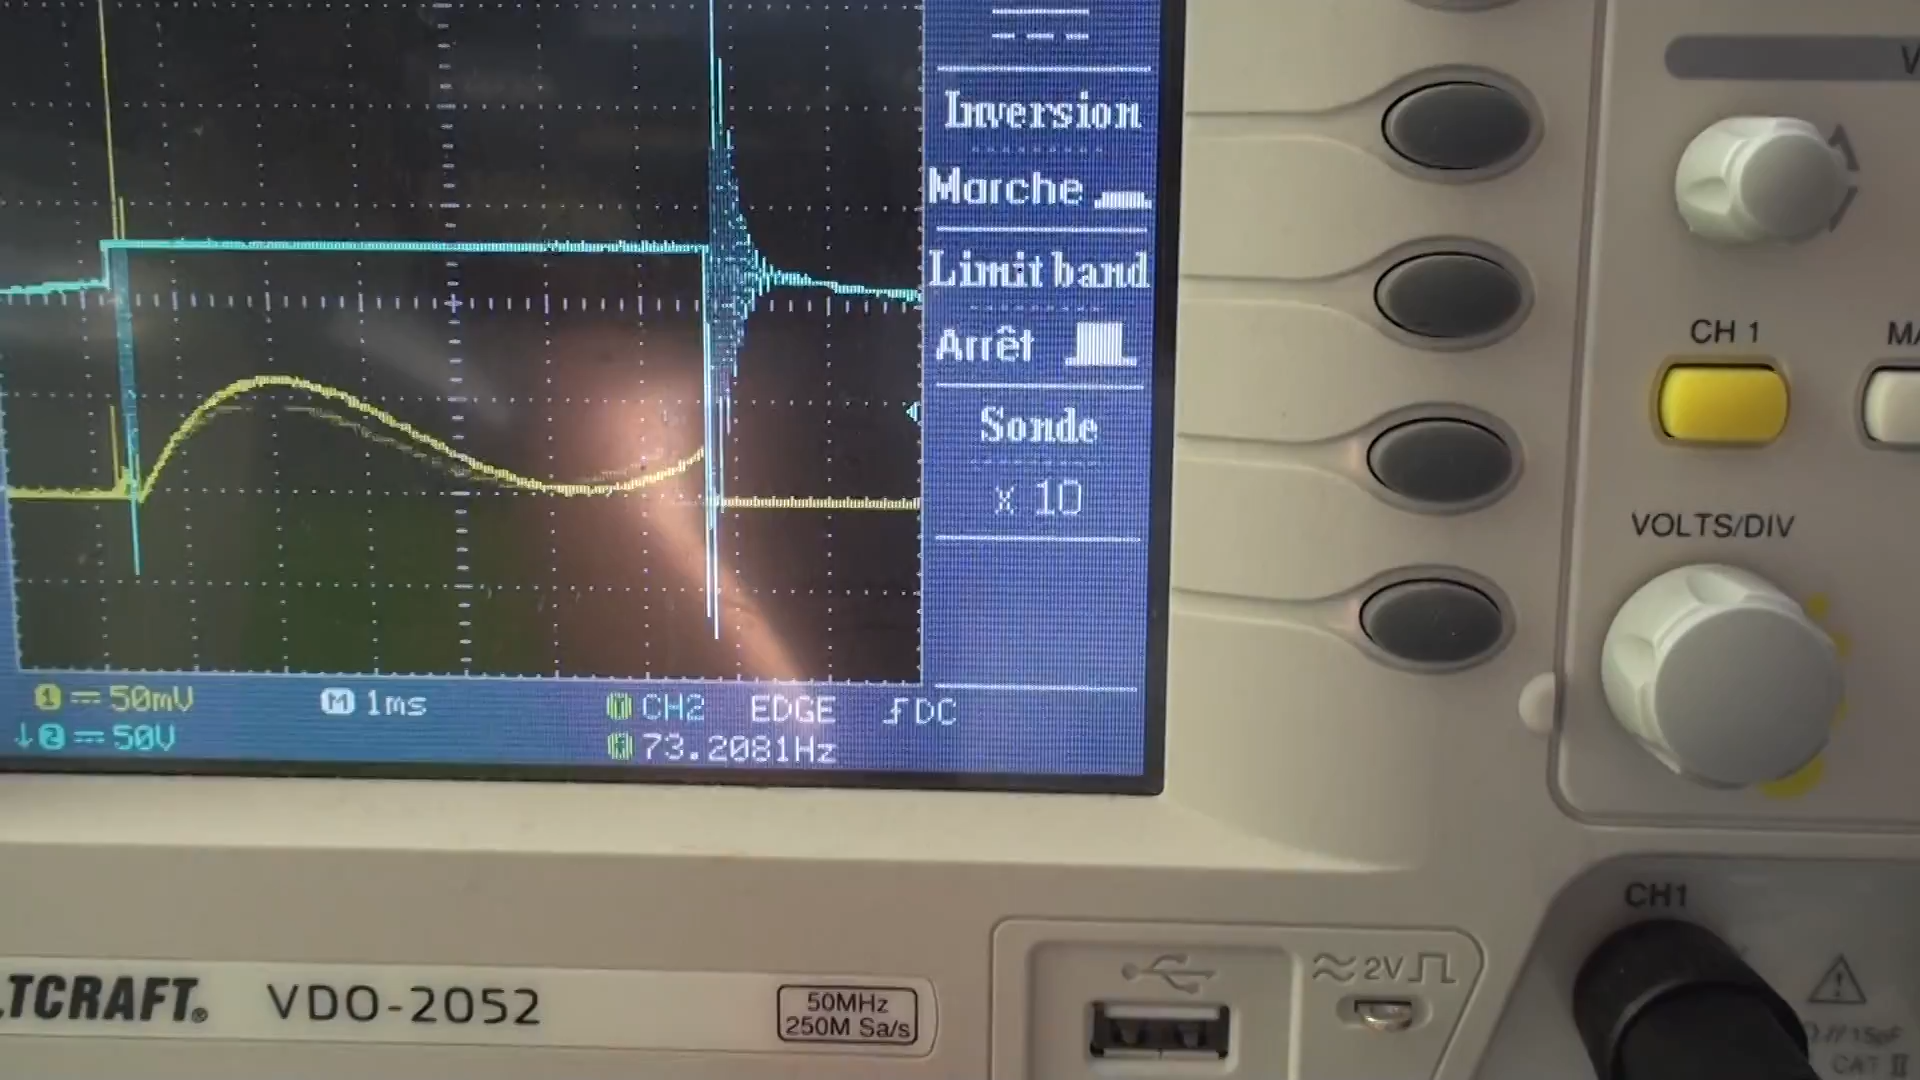 Inversion
Marche
Limit band
Arrêt
Sonde
x 10
1 50mV
M 1ms
CH2 EDGE DC
↓2 50V
73.2081Hz
CH 1
VOLTS/DIV
CH1
LTCRAFT® VDO-2052
50MHz
250M Sa/s
≂ 2V
15pF
CAT II